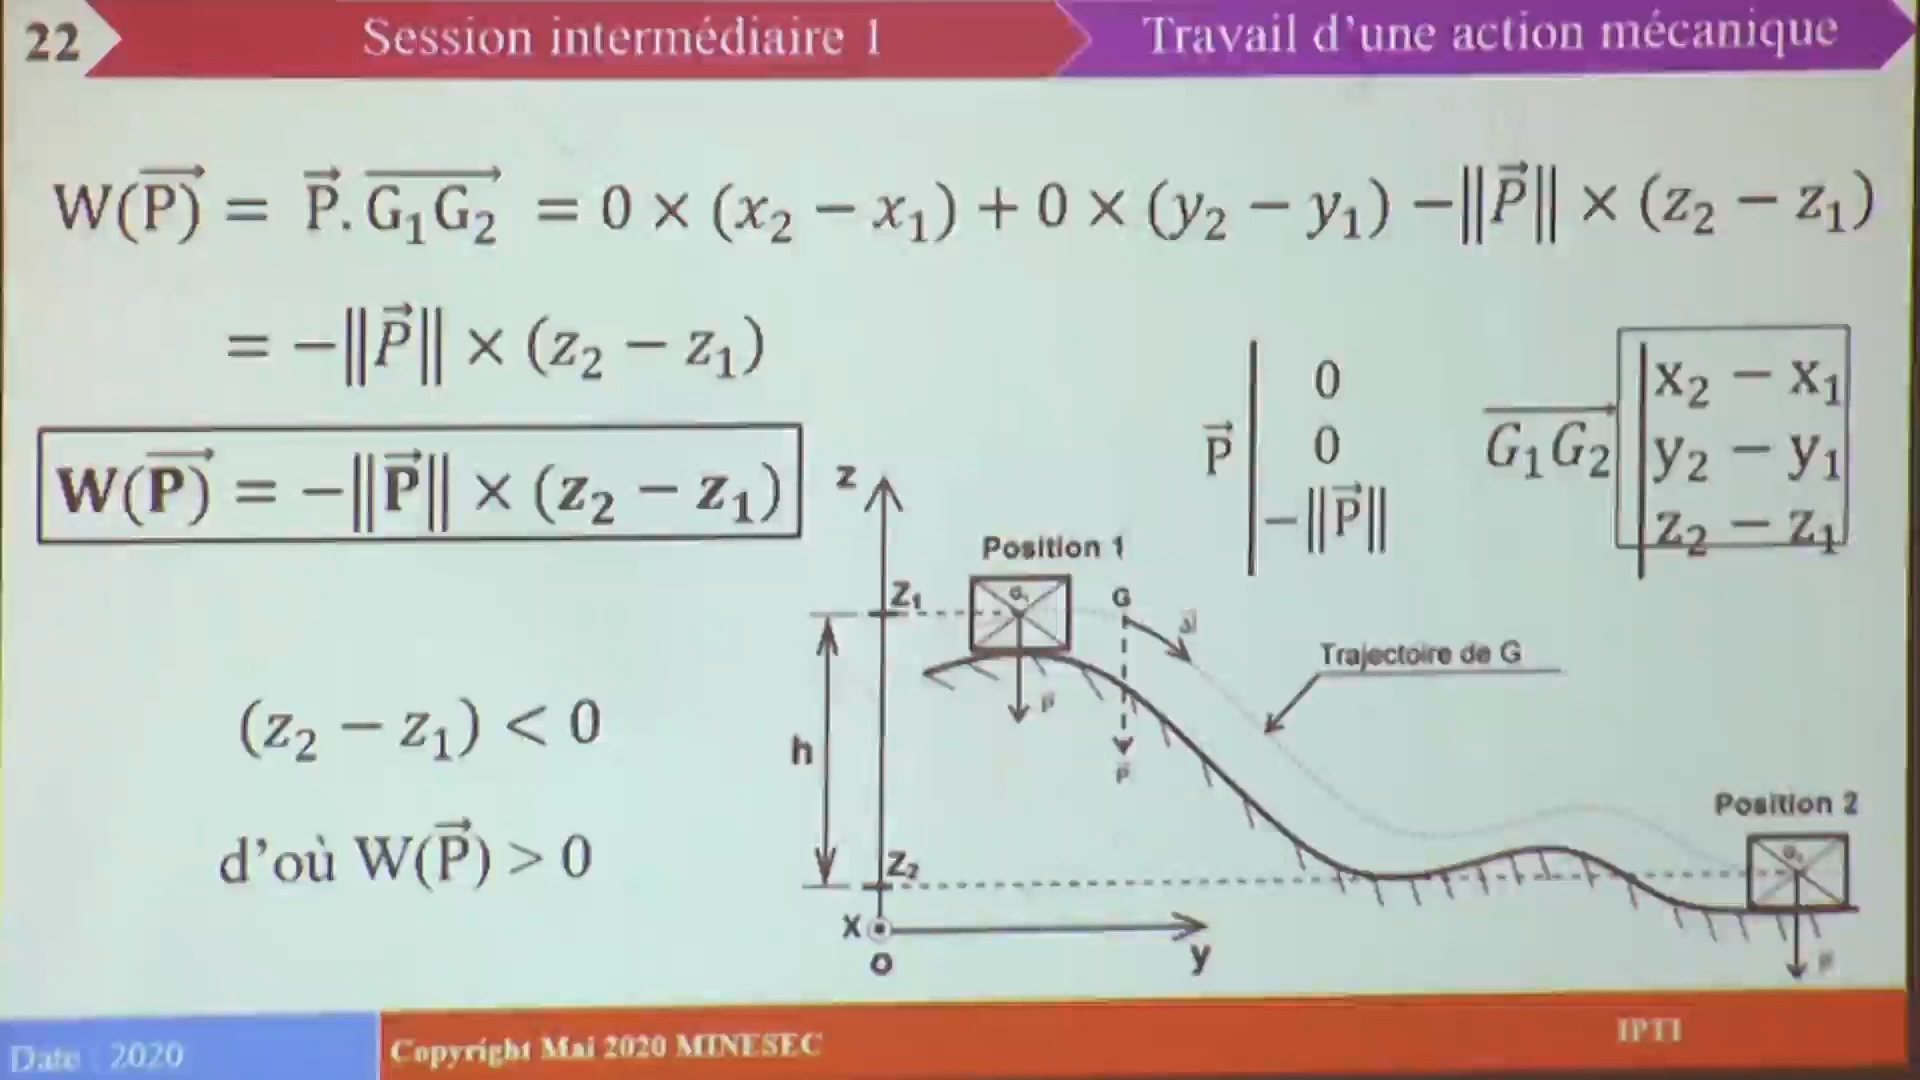 22
Session intermédiaire 1
Travail d'une action mécanique
W(P⃗) = P⃗.G₁G₂⃗ = 0 × (x₂ − x₁) + 0 × (y₂ − y₁) −‖P⃗‖ × (z₂ − z₁)
= −‖P⃗‖ × (z₂ − z₁)
W(P⃗) = −‖P⃗‖ × (z₂ − z₁)
P⃗ | 0
0
−‖P⃗‖
G₁G₂⃗ | x₂ − x₁
y₂ − y₁
z₂ − z₁
(z₂ − z₁) < 0
d'où W(P⃗) > 0
z
Position 1
Z₁
G₁
G
P⃗
P⃗
Trajectoire de G
h
Position 2
Z₂
G₂
P⃗
x
o
y
Date : 2020
Copyright Mai 2020 MINESEC
IPTI